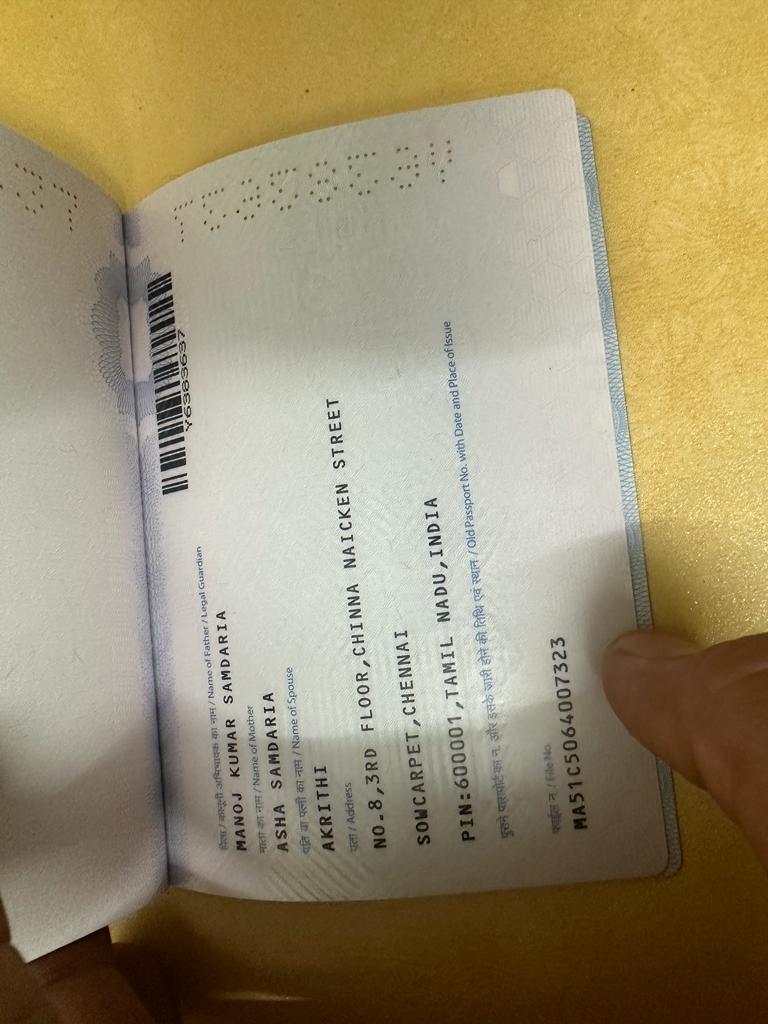 Y6383637
पिता / कानूनी अभिभावक का नाम / Name of Father / Legal Guardian
MANOJ KUMAR SAMDARIA
माता का नाम / Name of Mother
ASHA SAMDARIA
पति या पत्नी का नाम / Name of Spouse
AKRITHI
पता / Address
NO.8,3RD FLOOR,CHINNA NAICKEN STREET
SOWCARPET,CHENNAI
PIN:600001,TAMIL NADU,INDIA
पुराने पासपोर्ट का न. और इसके जारी होने की तिथि एवं स्थान / Old Passport No. with Date and Place of Issue
फाईल न. / File No.
MA51C5064007323